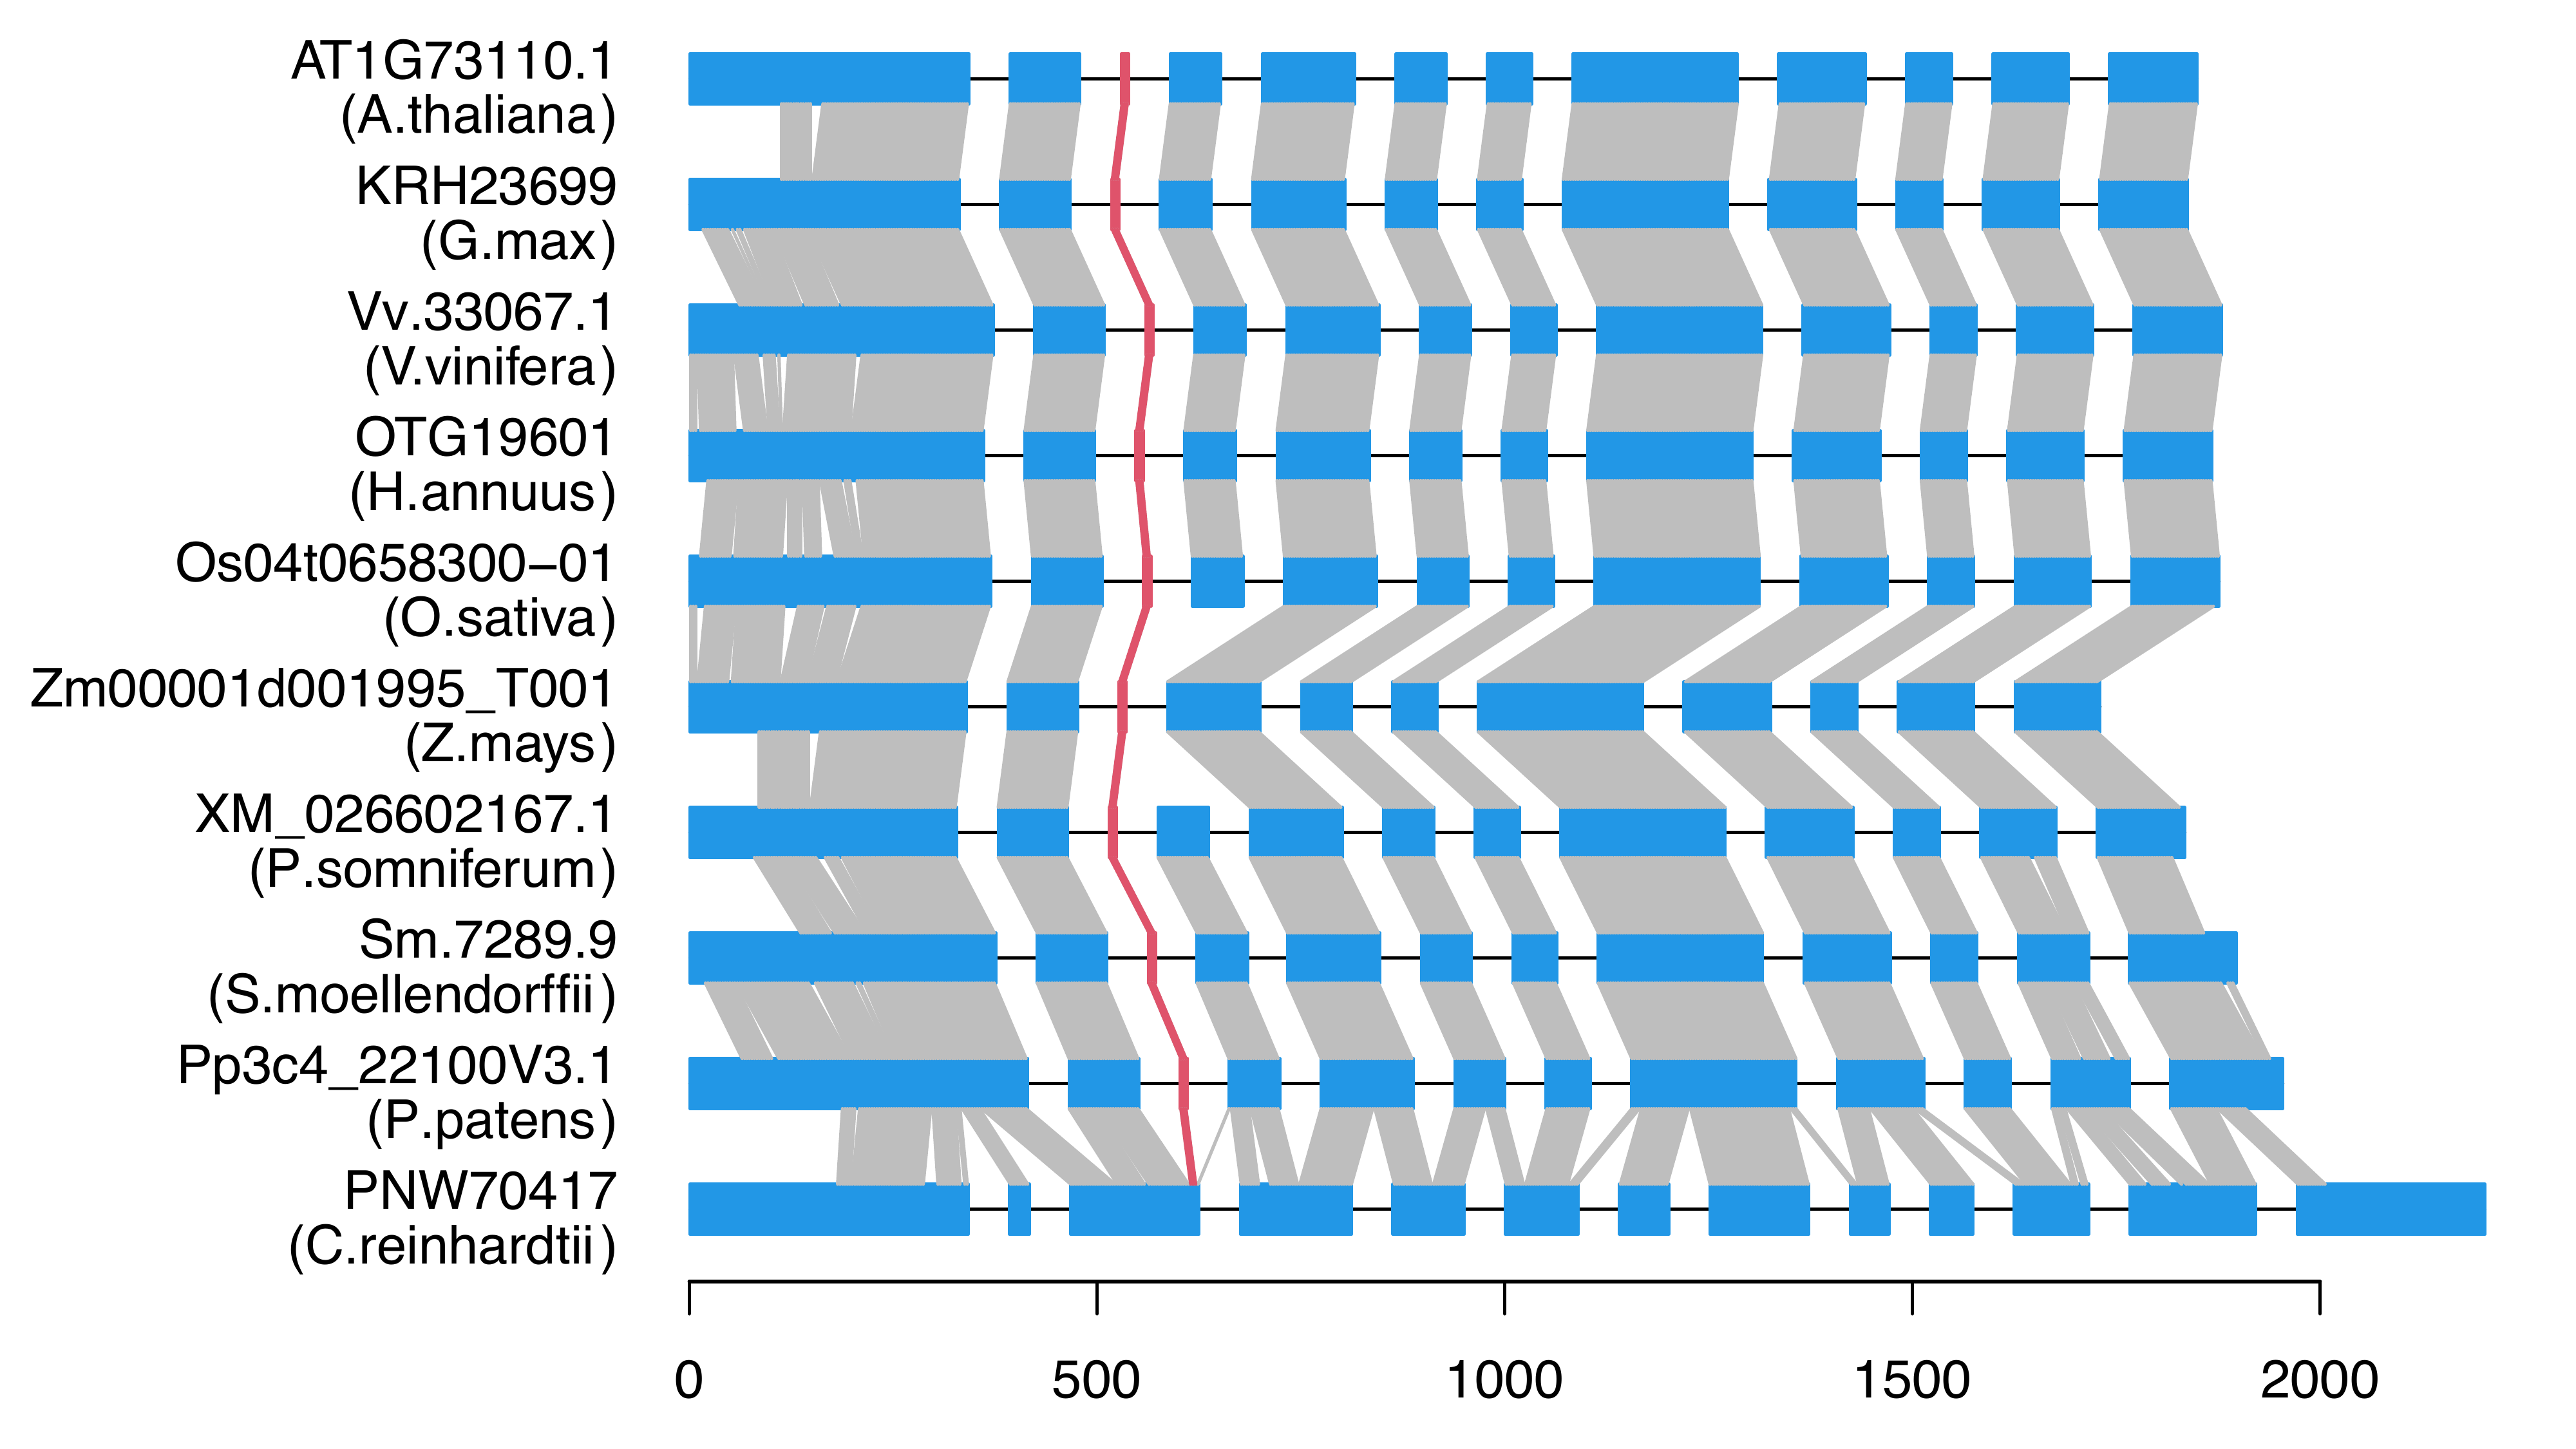 AT1G73110.1
(A.thaliana)
KRH23699
(G.max)
Vv.33067.1
(V.vinifera)
OTG19601
(H.annuus)
Os04t0658300−01
(O.sativa)
Zm00001d001995_T001
(Z.mays)
XM_026602167.1
(P.somniferum)
Sm.7289.9
(S.moellendorffii)
Pp3c4_22100V3.1
(P.patens)
PNW70417
(C.reinhardtii)
0 500 1000 1500 2000